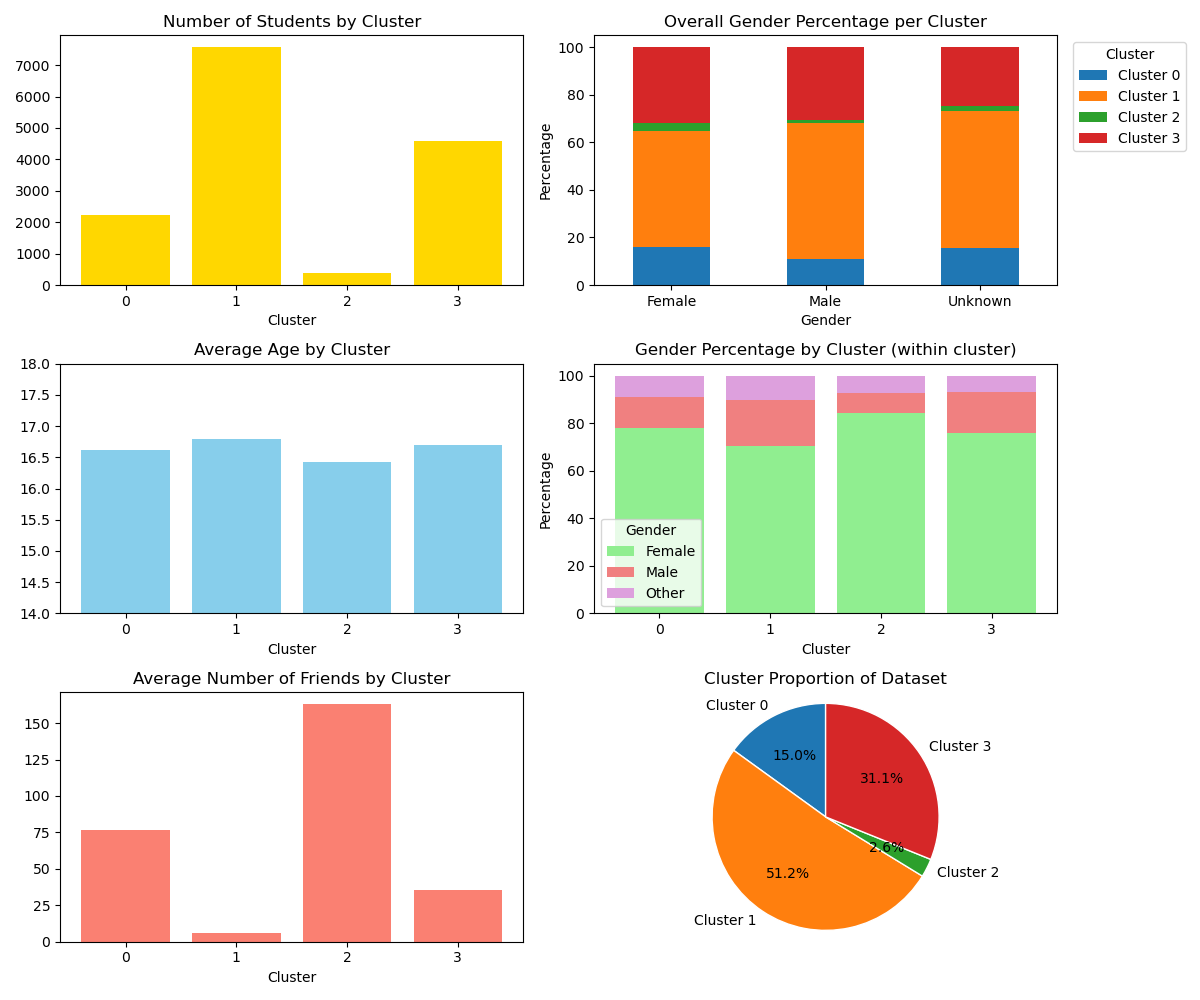 Number of Students by Cluster
7000
6000
5000
4000
3000
2000
1000
0
0 1 2 3
Cluster
Overall Gender Percentage per Cluster
Percentage
100
80
60
40
20
0
Female Male Unknown
Gender
Cluster
Cluster 0
Cluster 1
Cluster 2
Cluster 3
Average Age by Cluster
18.0
17.5
17.0
16.5
16.0
15.5
15.0
14.5
14.0
0 1 2 3
Cluster
Gender Percentage by Cluster (within cluster)
Percentage
100
80
60
40
20
0
Gender
Female
Male
Other
0 1 2 3
Cluster
Average Number of Friends by Cluster
150
125
100
75
50
25
0
0 1 2 3
Cluster
Cluster Proportion of Dataset
Cluster 0
15.0%
Cluster 3
31.1%
2.6%
Cluster 2
51.2%
Cluster 1